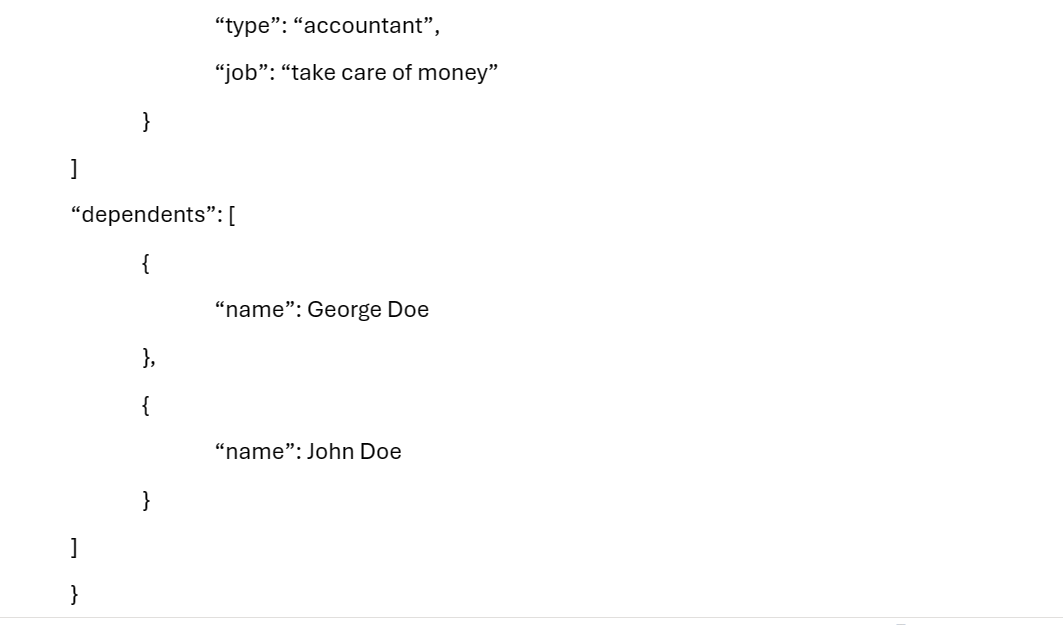 “type”: “accountant”,
“job”: “take care of money”
}
]
“dependents”: [
{
“name”: George Doe
},
{
“name”: John Doe
}
]
}